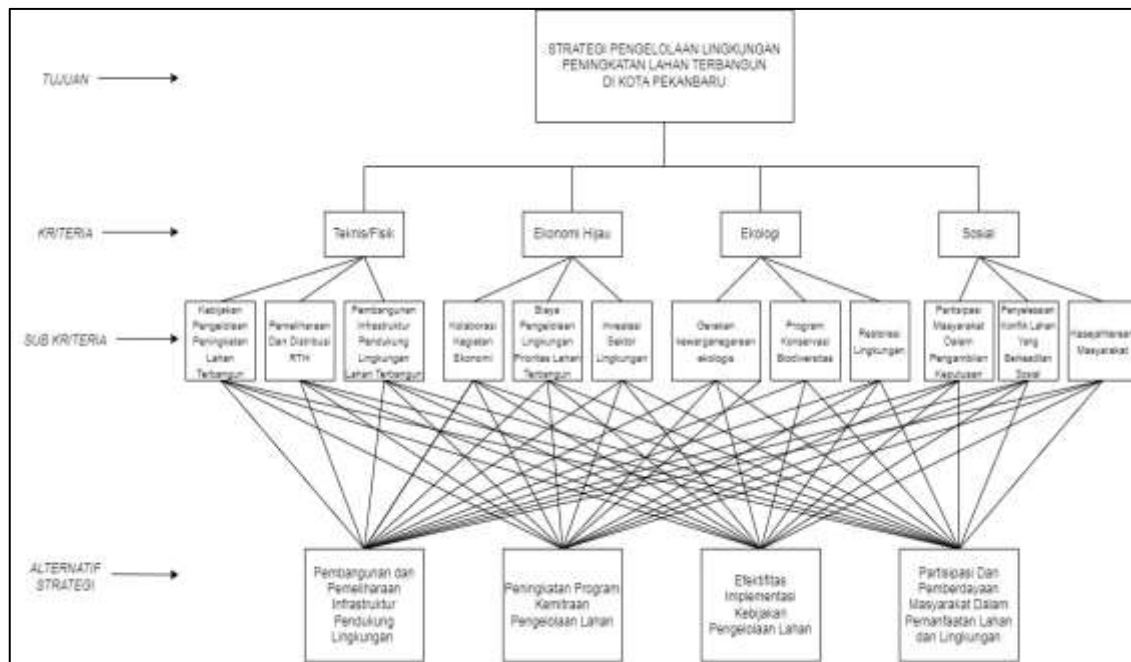 STRATEGI PENGELOLAAN LINGKUNGAN
PENINGKATAN LAHAN TERBANGUN
DI KOTA PEKANBARU
TUJUAN
KRITERIA
Teknis/Fisik
Ekonomi Hijau
Ekologi
Sosial
SUB KRITERIA
Kebijakan
Pengelolaan
Peningkatan
Lahan
Terbangun
Pemeliharaan
Dan Distribusi
RTH
Pembangunan
Infrastruktur
Pendukung
Lingkungan
Lahan Terbangun
Kolaborasi
Kegiatan
Ekonomi
Biaya
Pengelolaan
Lingkungan
Prioritas Lahan
Terbangun
Investasi
Sektor
Lingkungan
Gerakan
kewarganegaraan
ekologis
Program
Konservasi
Biodiversitas
Restorasi
Lingkungan
Partisipasi
Masyarakat
Dalam
Pengambilan
Keputusan
Penyelesaian
Konflik Lahan
Yang
Berkeadilan
Sosial
Kesejahteraan
Masyarakat
ALTERNATIF
STRATEGI
Pembangunan dan
Pemeliharaan
Infrastruktur
Pendukung
Lingkungan
Peningkatan Program
Kemitraan
Pengelolaan Lahan
Efektifitas
Implementasi
Kebijakan
Pengelolaan Lahan
Partisipasi Dan
Pemberdayaan
Masyarakat Dalam
Pemanfaatan Lahan
dan Lingkungan